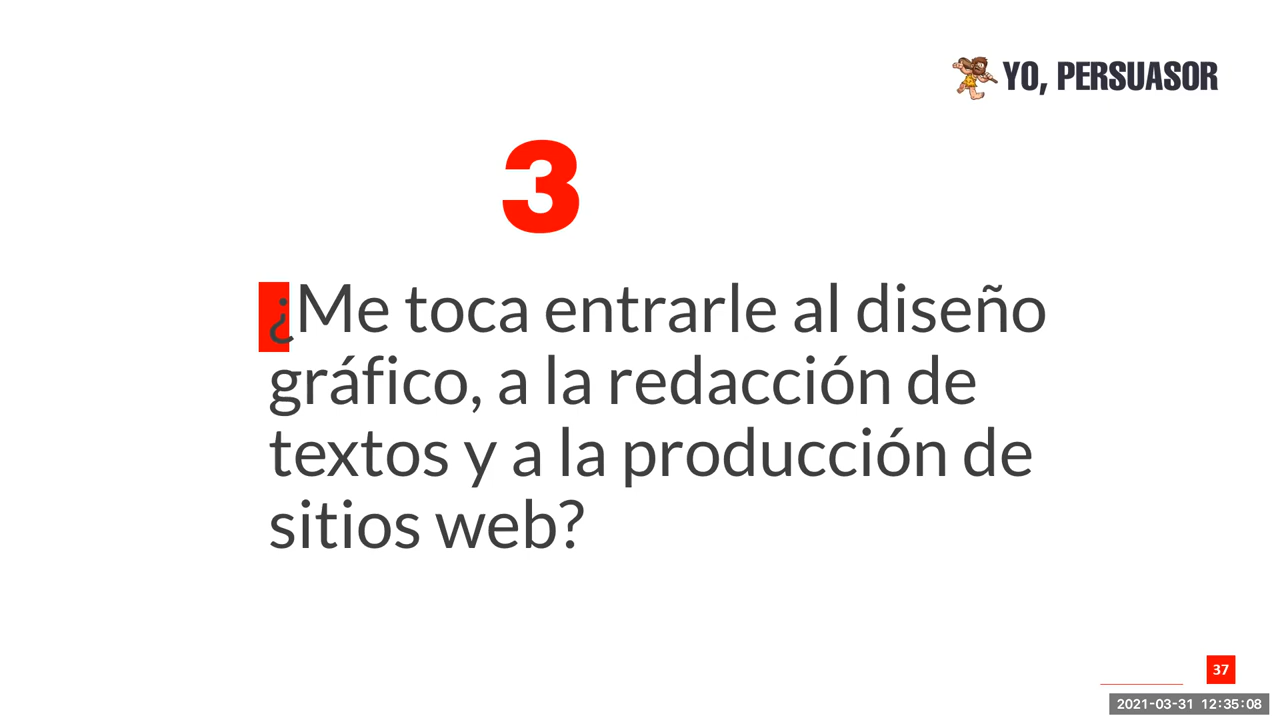 YO, PERSUASOR
3
¿Me toca entrarle al diseño
gráfico, a la redacción de
textos y a la producción de
sitios web?
37
2021-03-31 12:35:08